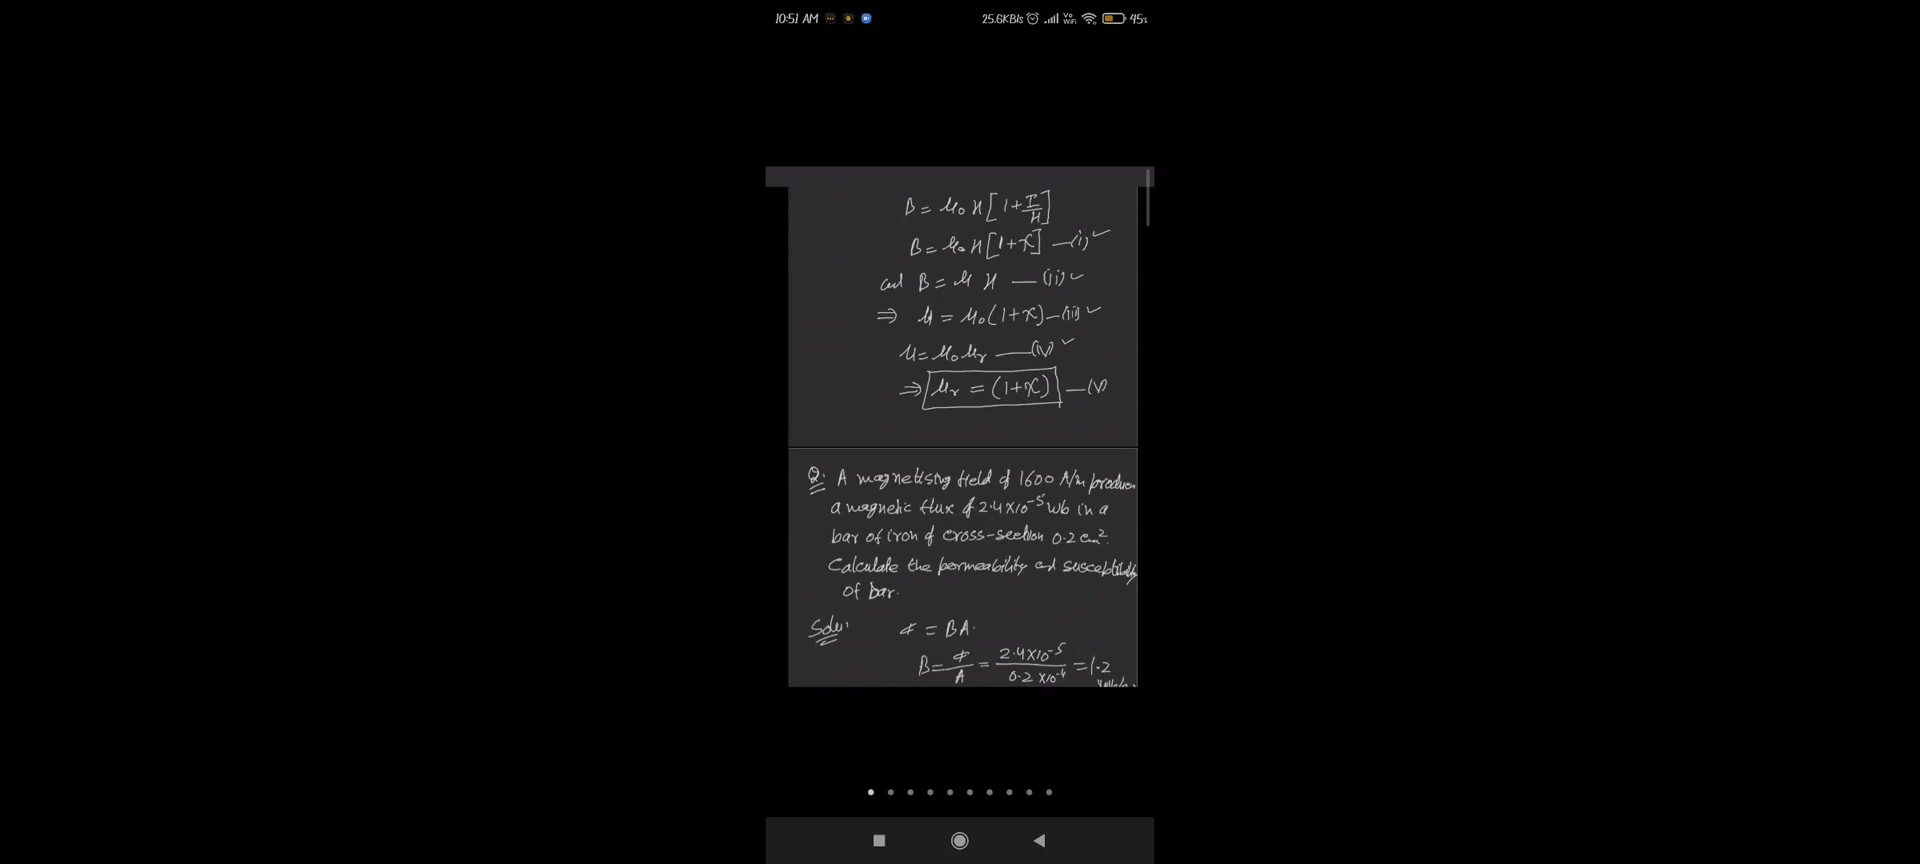 10:51 AM 25.6KB/s Vo WiFi 45%
B = μ₀ H [1 + I/H]
B = μ₀ H [1 + χ] —(i) ✓
and B = μ H —(ii) ✓
⇒ μ = μ₀ (1 + χ) —(iii) ✓
μ = μ₀ μr —(iv) ✓
⇒ μr = (1 + χ) —(v)
Q. A magnetising field of 1600 A/m produces
a magnetic flux of 2.4×10⁻⁵ Wb in a
bar of iron of cross-section 0.2 cm².
Calculate the permeability and susceptibility
of bar.
Soln: ϕ = BA.
B = ϕ/A = 2.4×10⁻⁵/0.2×10⁻⁴ = 1.2